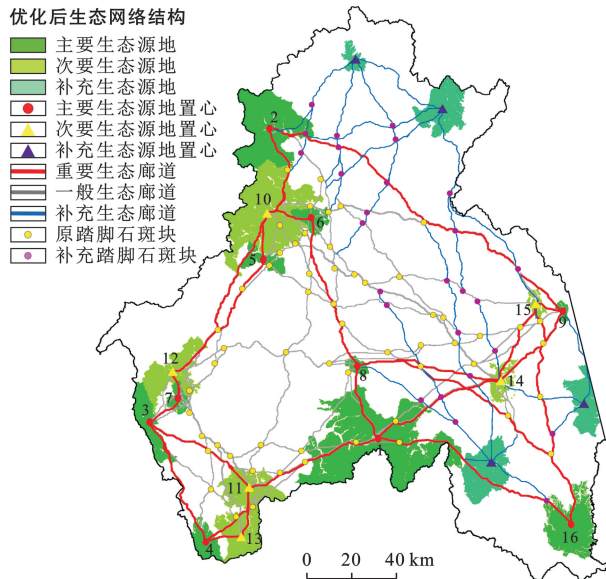 优化后生态网络结构
主要生态源地
次要生态源地
补充生态源地
主要生态源地置心
次要生态源地置心
补充生态源地置心
重要生态廊道
一般生态廊道
补充生态廊道
原踏脚石斑块
补充踏脚石斑块
2
10
6
5
15
9
12
8
14
7
3
1
11
16
4
13
0 20 40 km